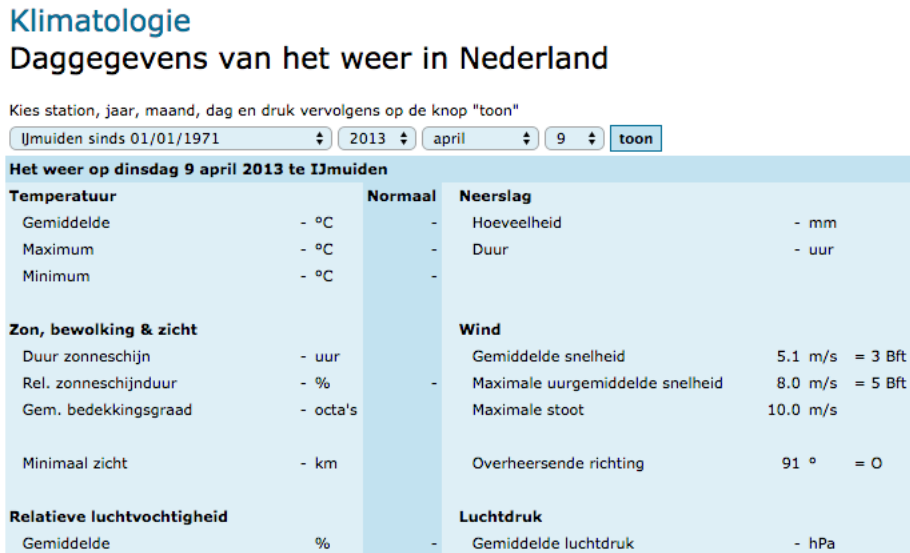 Klimatologie
Daggegevens van het weer in Nederland
Kies station, jaar, maand, dag en druk vervolgens op de knop "toon"
IJmuiden sinds 01/01/1971 2013 april 9 toon
Het weer op dinsdag 9 april 2013 te IJmuiden
Temperatuur Normaal Neerslag
Gemiddelde - °C - Hoeveelheid - mm
Maximum - °C - Duur - uur
Minimum - °C -
Zon, bewolking & zicht Wind
Duur zonneschijn - uur Gemiddelde snelheid 5.1 m/s = 3 Bft
Rel. zonneschijnduur - % - Maximale uurgemiddelde snelheid 8.0 m/s = 5 Bft
Gem. bedekkingsgraad - octa's Maximale stoot 10.0 m/s
Minimaal zicht - km Overheersende richting 91 º = O
Relatieve luchtvochtigheid Luchtdruk
Gemiddelde % - Gemiddelde luchtdruk - hPa